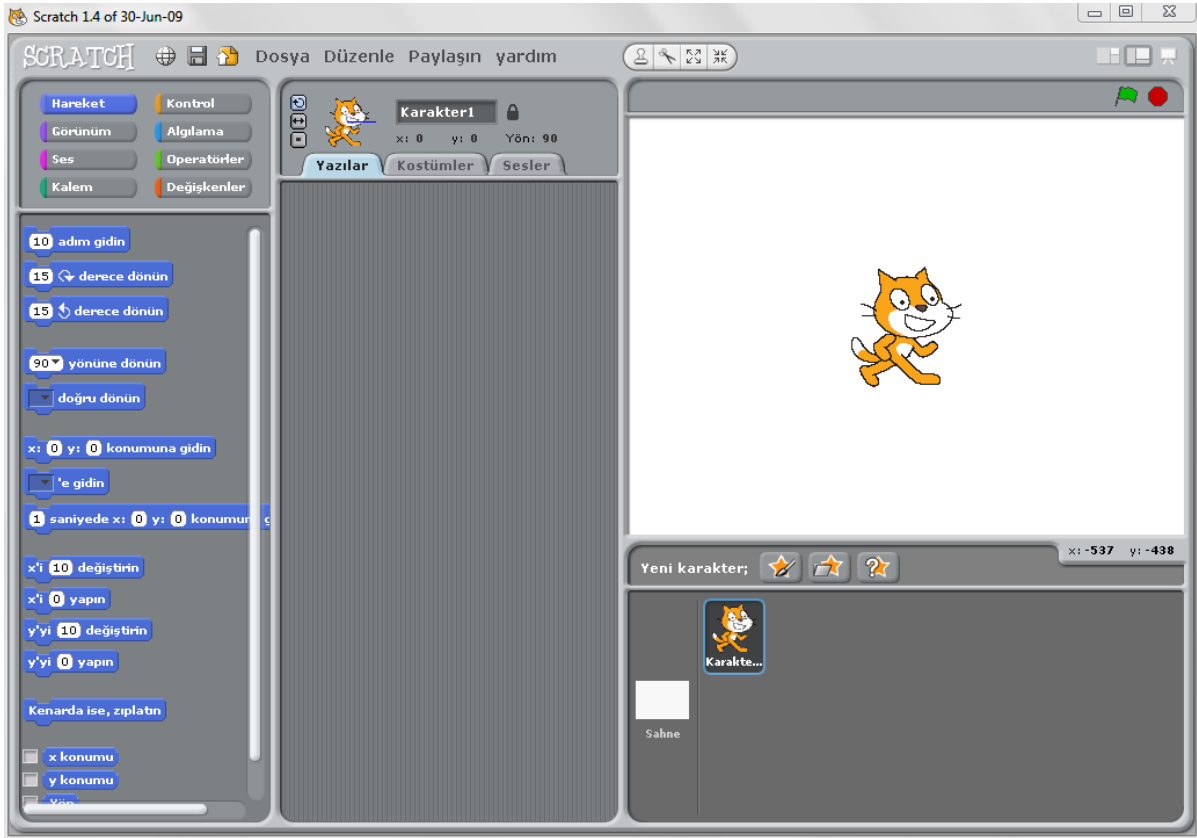 Scratch 1.4 of 30-Jun-09
SCRATCH Dosya Düzenle Paylaşın yardım
Hareket Kontrol
Görünüm Algılama
Ses Operatörler
Kalem Değişkenler
10 adım gidin
15 derece dönün
15 derece dönün
90 yönüne dönün
doğru dönün
x: 0 y: 0 konumuna gidin
'e gidin
1 saniyede x: 0 y: 0 konumun g
x'i 10 değiştirin
x'i 0 yapın
y'yi 10 değiştirin
y'yi 0 yapın
Kenarda ise, zıplatın
x konumu
y konumu
Yön
Karakter1
x: 0 y: 0 Yön: 90
Yazılar Kostümler Sesler
x: -537 y: -438
Yeni karakter;
Karakte...
Sahne